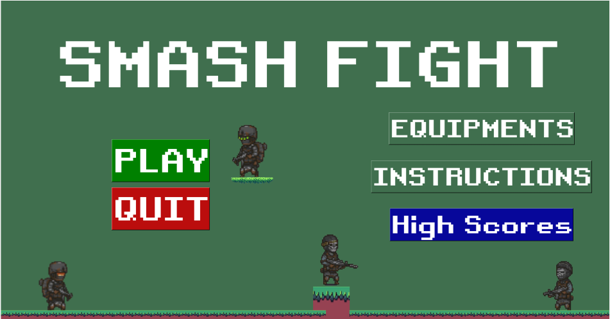 SMASH FIGHT
PLAY
QUIT
EQUIPMENTS
INSTRUCTIONS
High Scores